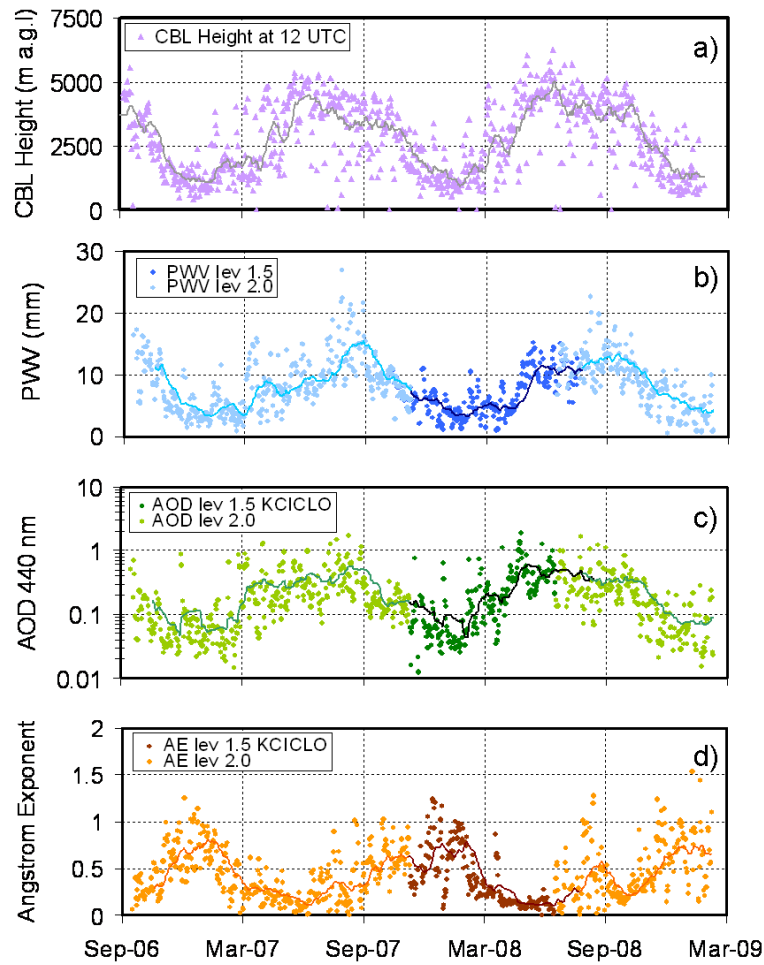 7500
5000
2500
0
CBL Height (m a.g.l)
CBL Height at 12 UTC
a)
30
20
10
0
PWV (mm)
PWV lev 1.5
PWV lev 2.0
b)
10
1
0.1
0.01
AOD 440 nm
AOD lev 1.5 KCICLO
AOD lev 2.0
c)
2
1.5
1
0.5
0
Angstrom Exponent
AE lev 1.5 KCICLO
AE lev 2.0
d)
Sep-06 Mar-07 Sep-07 Mar-08 Sep-08 Mar-09